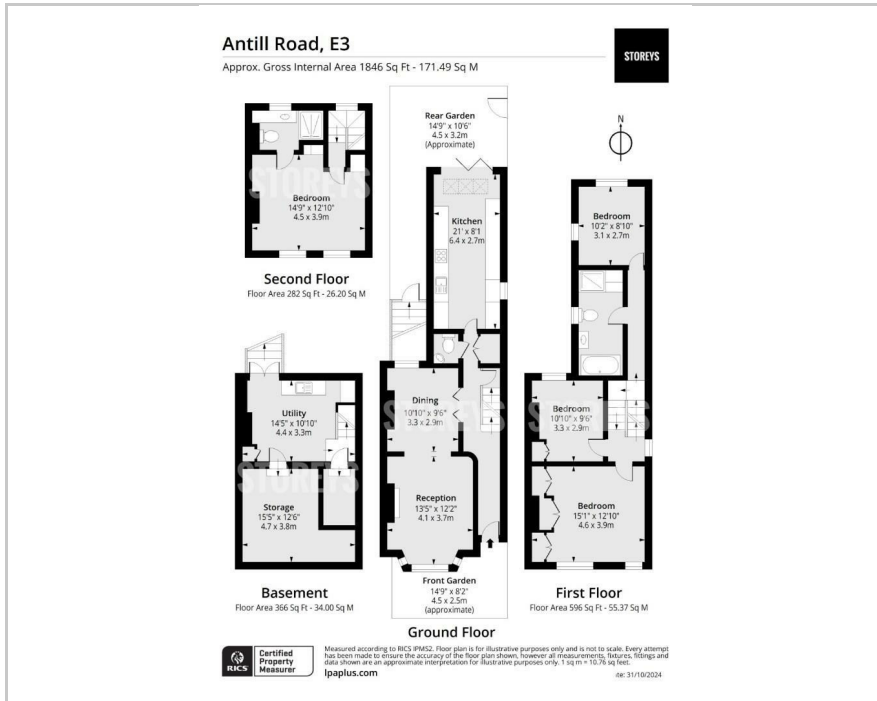 Antill Road, E3
Approx. Gross Internal Area 1846 Sq Ft - 171.49 Sq M
STOREYS
Rear Garden
14'9" x 10'6"
4.5 x 3.2m
(Approximate)
N
Bedroom
14'9" x 12'10"
4.5 x 3.9m
Second Floor
Floor Area 282 Sq Ft - 26.20 Sq M
Kitchen
21' x 8'1
6.4 x 2.7m
Bedroom
10'2" x 8'10"
3.1 x 2.7m
Utility
14'5" x 10'10"
4.4 x 3.3m
Dining
10'10" x 9'6"
3.3 x 2.9m
Bedroom
10'10" x 9'6"
3.3 x 2.9m
Storage
15'5" x 12'6"
4.7 x 3.8m
Reception
13'5" x 12'2"
4.1 x 3.7m
Bedroom
15'1" x 12'10"
4.6 x 3.9m
STOREYS
STOREYS
STOREYS
STOREYS
Basement
Floor Area 366 Sq Ft - 34.00 Sq M
Front Garden
14'9" x 8'2"
4.5 x 2.5m
(approximate)
Ground Floor
First Floor
Floor Area 596 Sq Ft - 55.37 Sq M
RICS
Certified
Property
Measurer
Measured according to RICS IPMS2. Floor plan is for illustrative purposes only and is not to scale. Every attempt
has been made to ensure the accuracy of the floor plan shown, however all measurements, fixtures, fittings and
data shown are an approximate interpretation for illustrative purposes only. 1 sq m = 10.76 sq feet.
lpaplus.com
ite: 31/10/2024